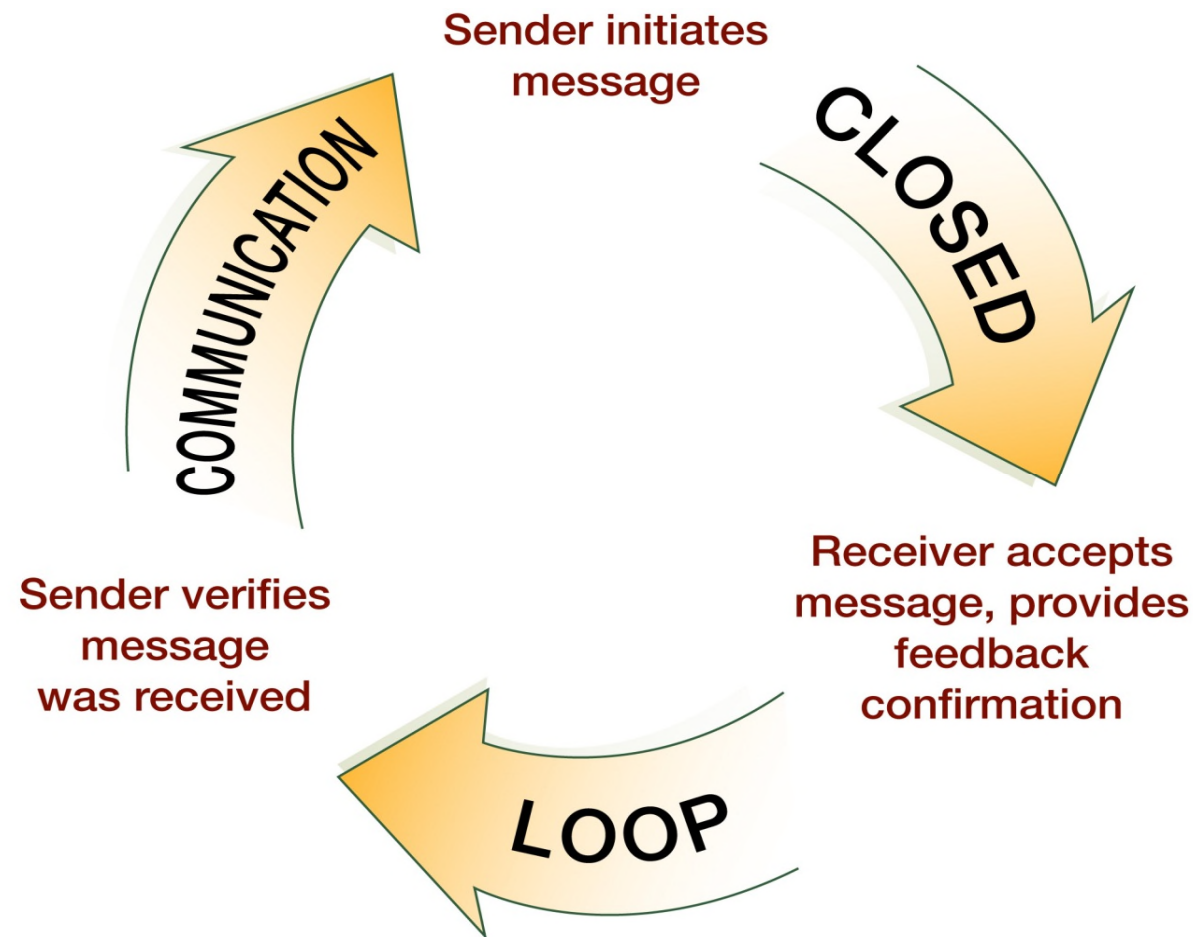 Sender initiates
message
CLOSED
Receiver accepts
message, provides
feedback
confirmation
LOOP
Sender verifies
message
was received
COMMUNICATION